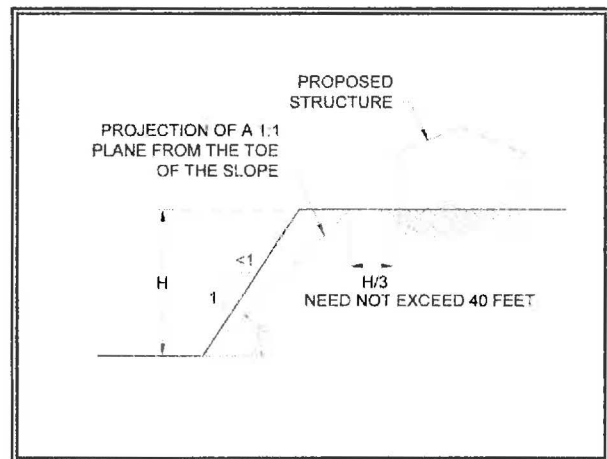 PROPOSED
STRUCTURE
PROJECTION OF A 1:1
PLANE FROM THE TOE
OF THE SLOPE
<1
H
1
H/3
NEED NOT EXCEED 40 FEET